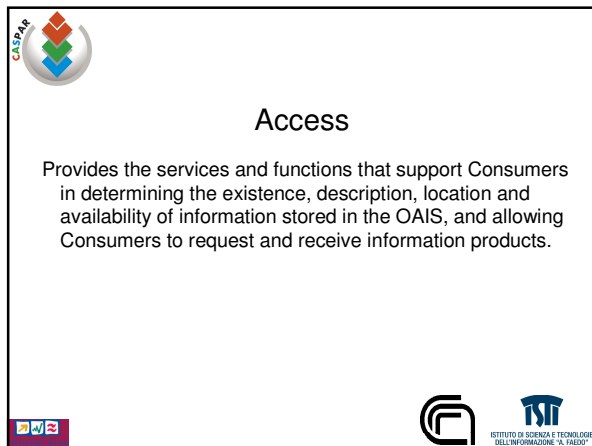 CASPAR
Access
Provides the services and functions that support Consumers
in determining the existence, description, location and
availability of information stored in the OAIS, and allowing
Consumers to request and receive information products.
ISTI
ISTITUTO DI SCIENZA E TECNOLOGIE
DELL'INFORMAZIONE "A. FAEDO"